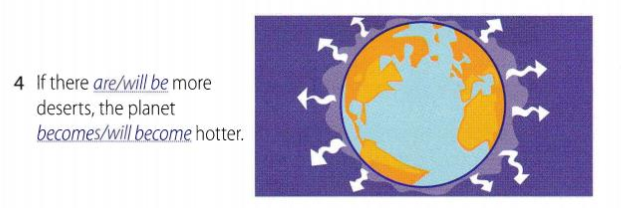 4 If there are/will be more
deserts, the planet
becomes/will become hotter.